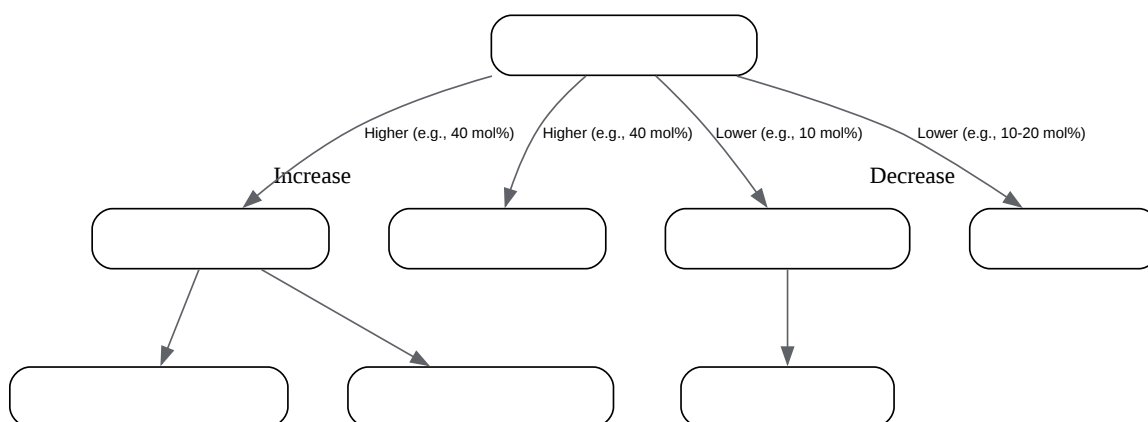 Higher (e.g., 40 mol%)
Higher (e.g., 40 mol%)
Lower (e.g., 10 mol%)
Lower (e.g., 10-20 mol%)
Increase
Decrease